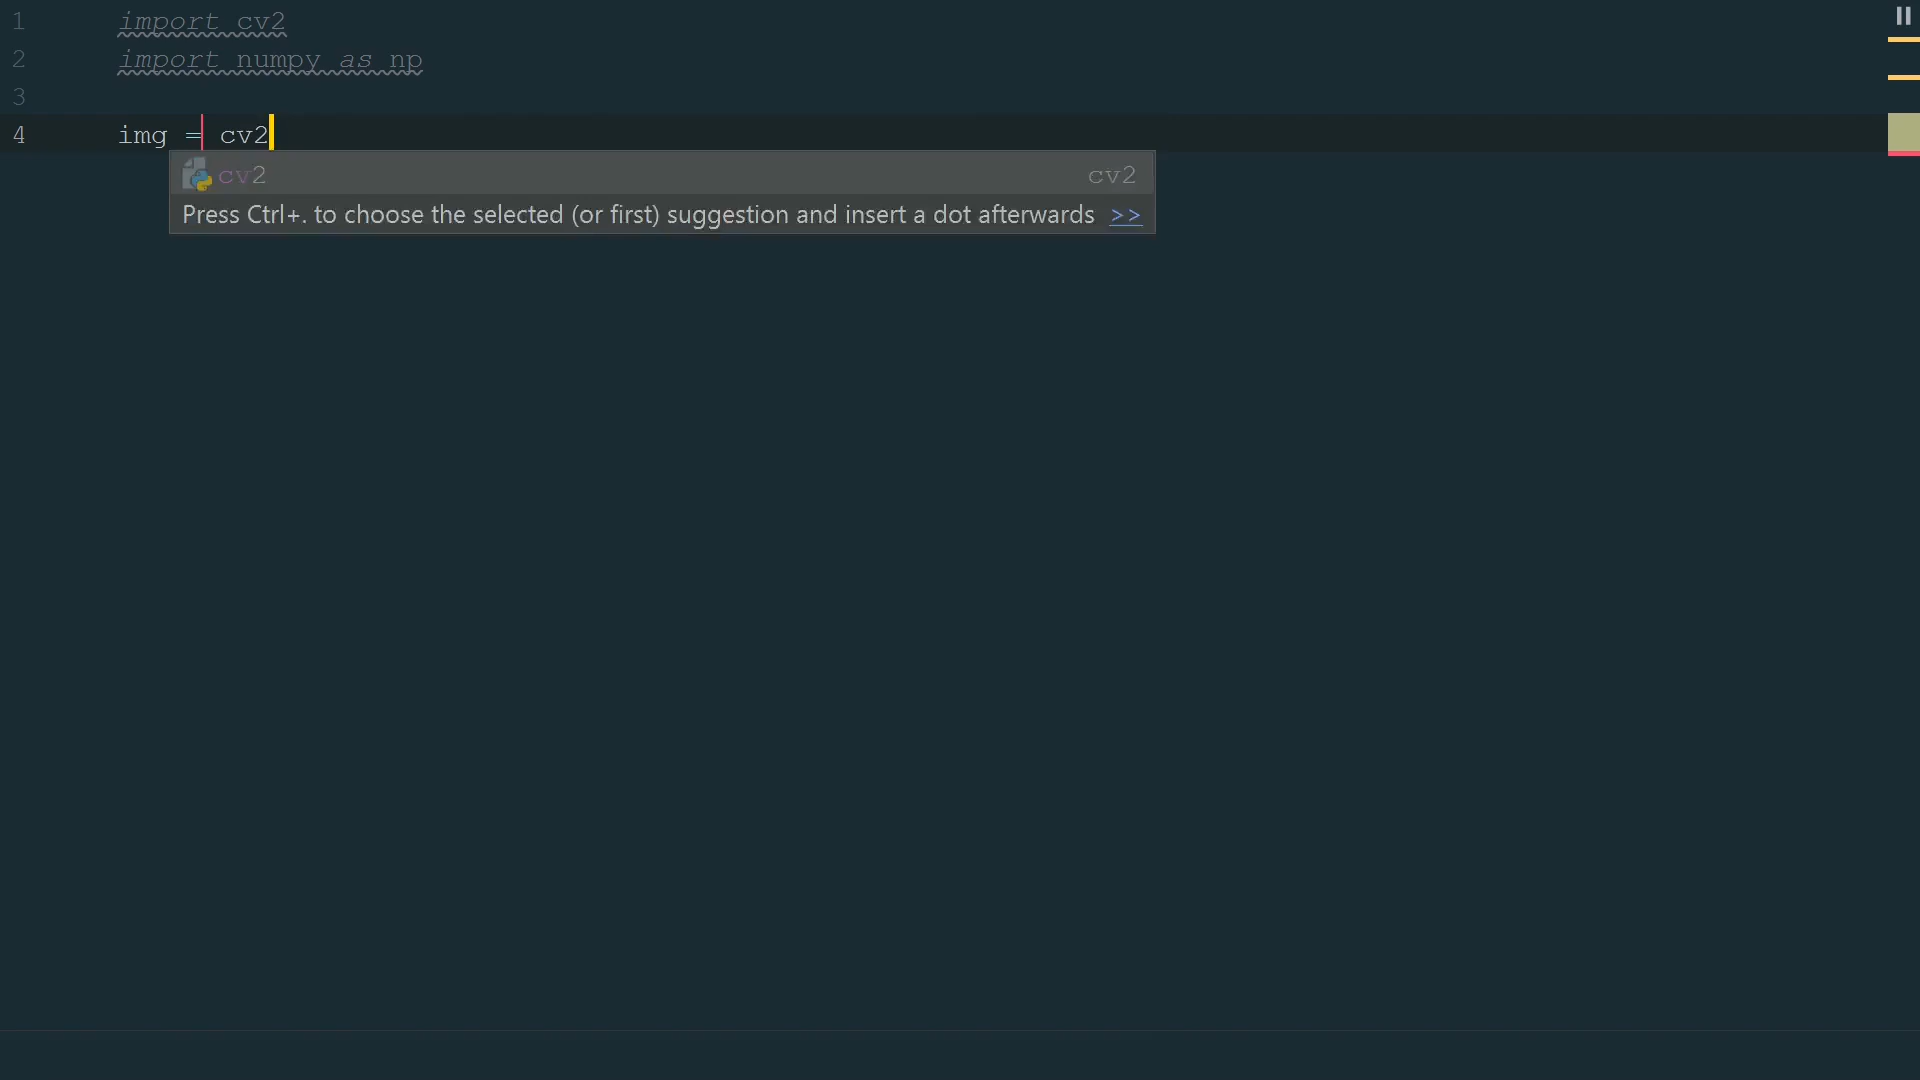 1 import cv2
2 import numpy as np
3
4 img = cv2
cv2 cv2
Press Ctrl+. to choose the selected (or first) suggestion and insert a dot afterwards >>